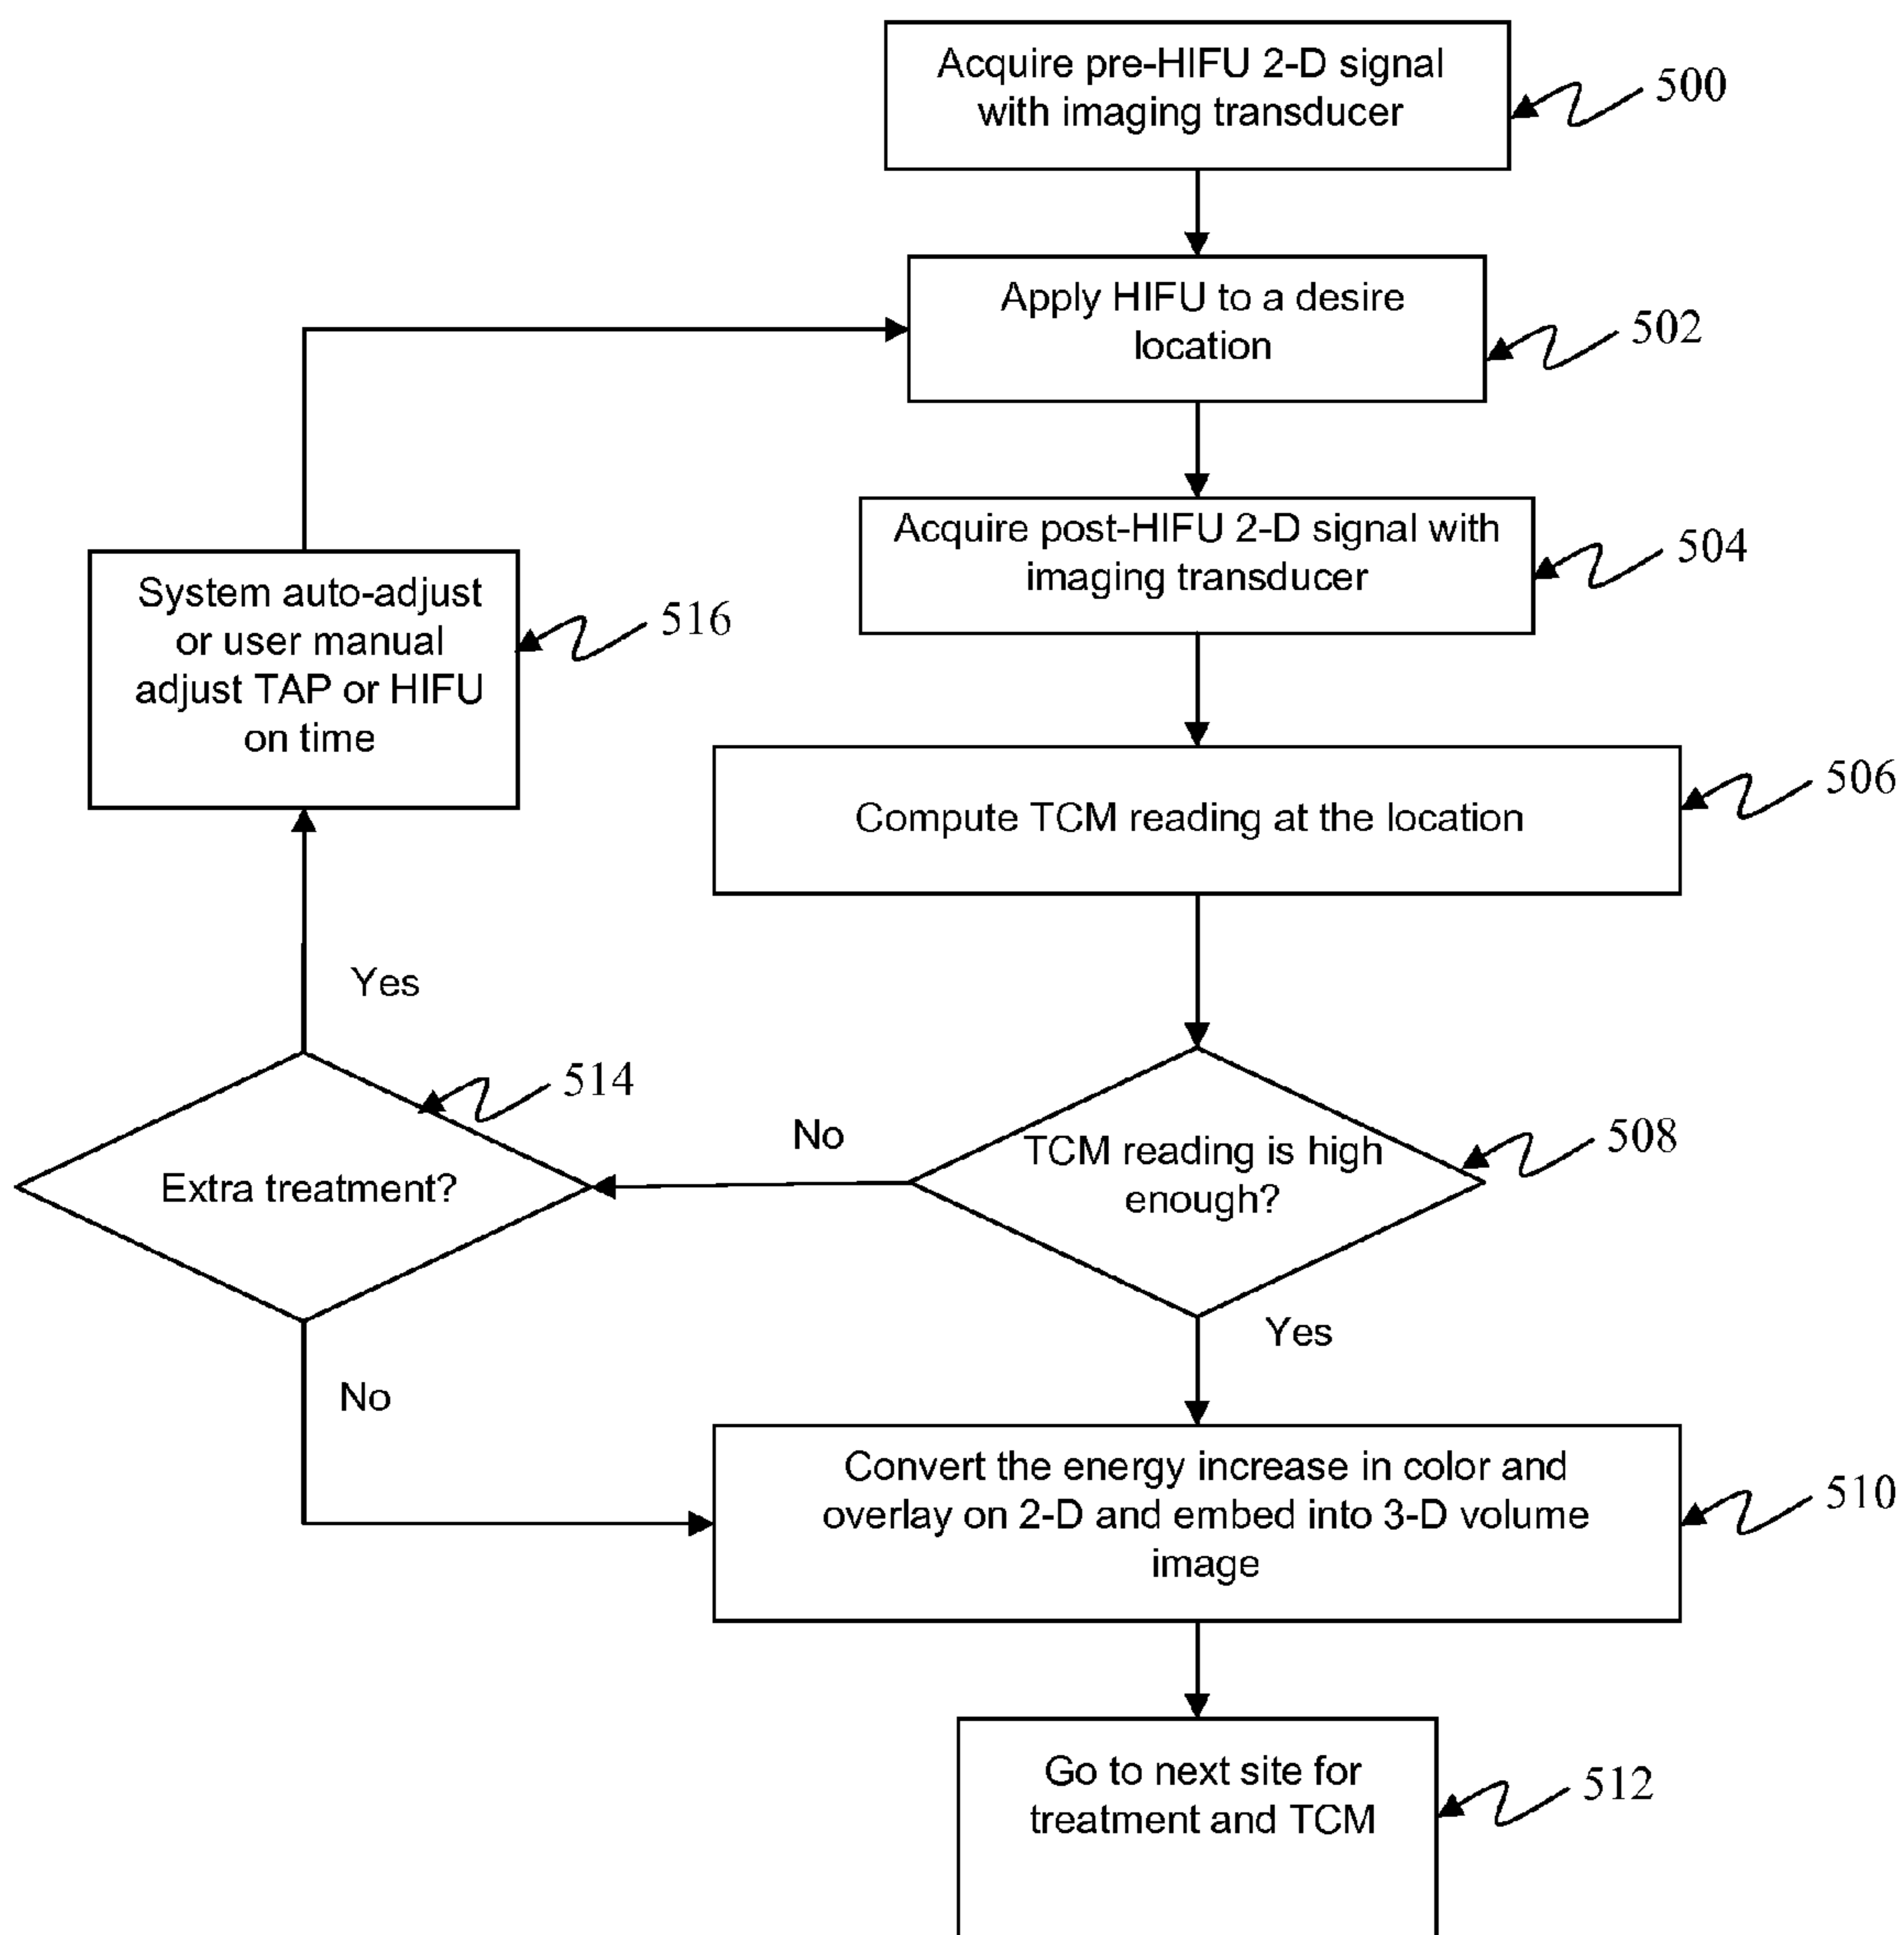 Acquire pre-HIFU 2-D signal
with imaging transducer
500
Apply HIFU to a desire
location
502
Acquire post-HIFU 2-D signal with
imaging transducer
504
System auto-adjust
or user manual
adjust TAP or HIFU
on time
516
Compute TCM reading at the location
506
Yes
514
Extra treatment?
No
TCM reading is high
enough?
508
Yes
No
Convert the energy increase in color and
overlay on 2-D and embed into 3-D volume
image
510
Go to next site for
treatment and TCM
512